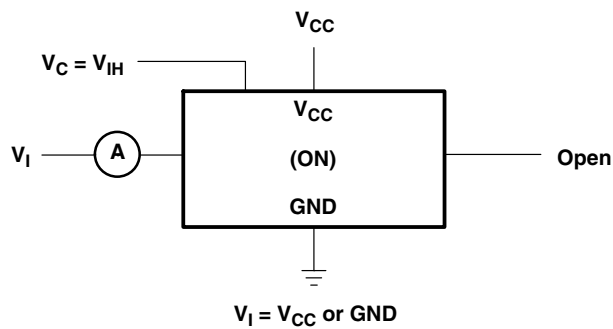 VCC
VC = VIH
VCC
VI
A
(ON)
Open
GND
VI = VCC or GND